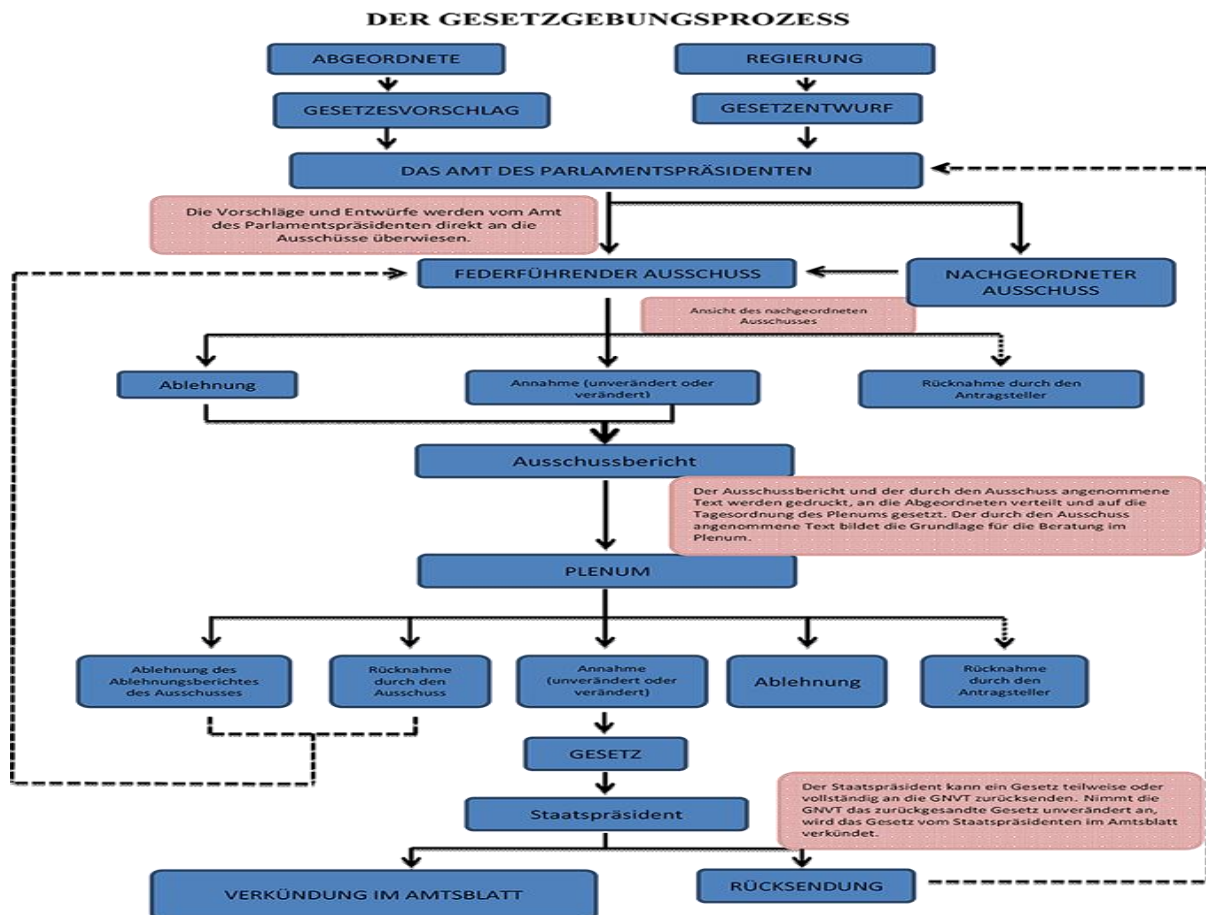 DER GESETZGEBUNGSPROZESS
ABGEORDNETE
REGIERUNG
GESETZESVORSCHLAG
GESETZENTWURF
DAS AMT DES PARLAMENTSPRÄSIDENTEN
Die Vorschläge und Entwürfe werden vom Amt
des Parlamentspräsidenten direkt an die
Ausschüsse überwiesen.
FEDERFÜHRENDER AUSSCHUSS
NACHGEORDNETER
AUSSCHUSS
Ansicht des nachgeordneten
Ausschusses
Ablehnung
Annahme (unverändert oder
verändert)
Rücknahme durch den
Antragsteller
Ausschussbericht
Der Ausschussbericht und der durch den Ausschuss angenommene
Text werden gedruckt, an die Abgeordneten verteilt und auf die
Tagesordnung des Plenums gesetzt. Der durch den Ausschuss
angenommene Text bildet die Grundlage für die Beratung im
Plenum.
PLENUM
Ablehnung des
Ablehnungsberichtes
des Ausschusses
Rücknahme
durch den
Ausschuss
Annahme
(unverändert oder
verändert)
Ablehnung
Rücknahme
durch den
Antragsteller
GESETZ
Der Staatspräsident kann ein Gesetz teilweise oder
vollständig an die GNVT zurücksenden. Nimmt die
GNVT das zurückgesandte Gesetz unverändert an,
wird das Gesetz vom Staatspräsidenten im Amtsblatt
verkündet.
Staatspräsident
VERKÜNDUNG IM AMTSBLATT
RÜCKSENDUNG